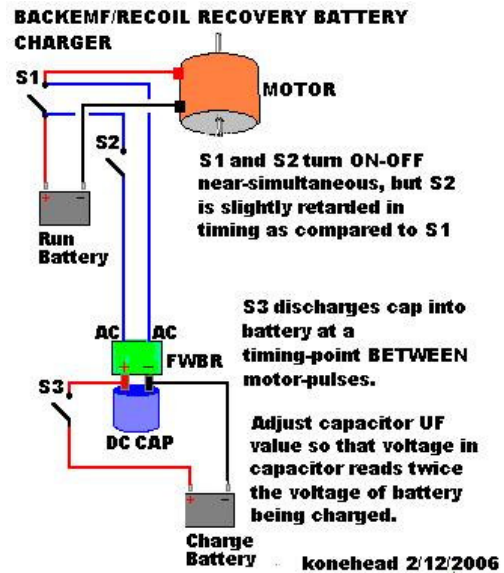 BACKEMF/RECOIL RECOVERY BATTERY
CHARGER
S1
MOTOR
S2
S1 and S2 turn ON-OFF
near-simultaneous, but S2
is slightly retarded in
timing as compared to S1
+ -
Run
Battery
S3 discharges cap into
battery at a
timing-point BETWEEN
motor-pulses.
AC AC
+ -
FWBR
S3
DC CAP
Adjust capacitor UF
value so that voltage in
capacitor reads twice
the voltage of battery
being charged.
+ -
Charge
Battery
konehead 2/12/2006